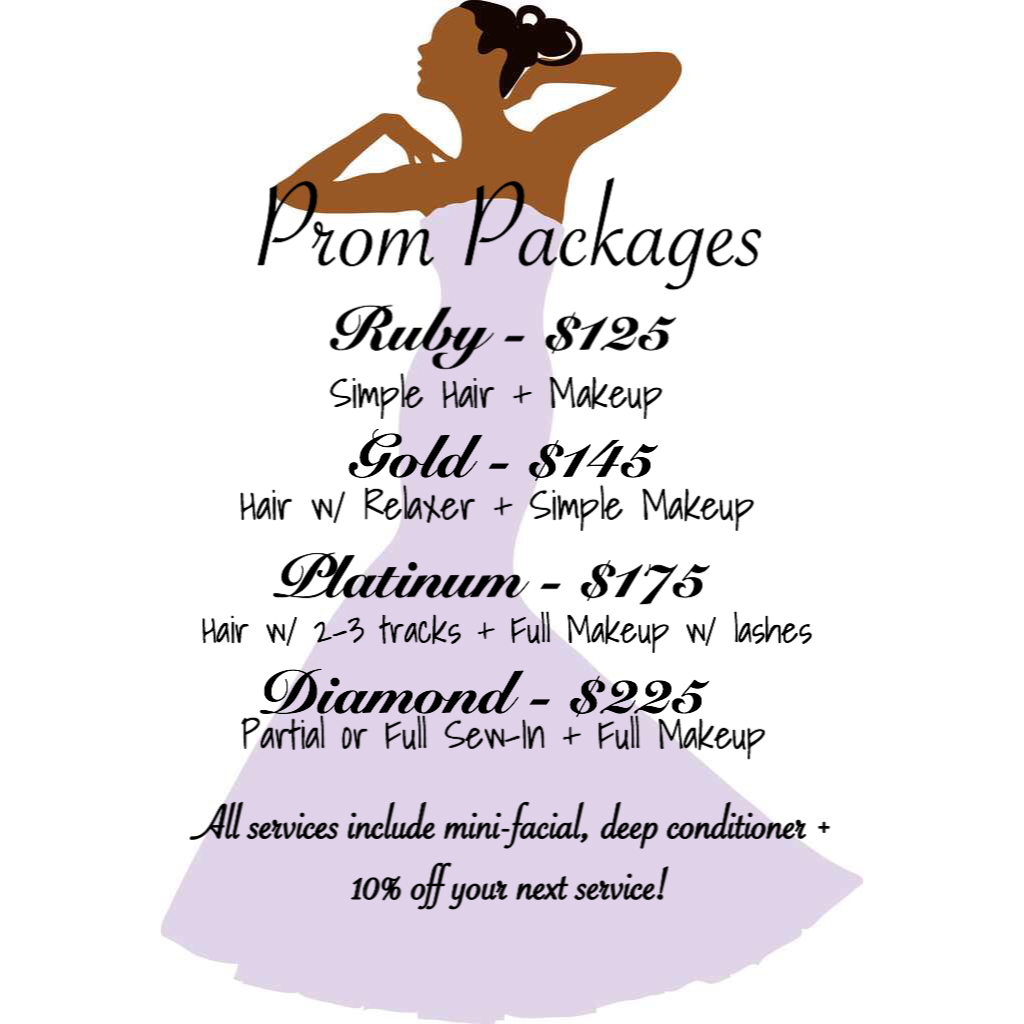 Prom Packages
Ruby - $125
Simple Hair + Makeup
Gold - $145
Hair w/ Relaxer + Simple Makeup
Platinum - $175
Hair w/ 2-3 tracks + Full Makeup w/ lashes
Diamond - $225
Partial or Full Sew-In + Full Makeup
All services include mini-facial, deep conditioner +
10% off your next service!